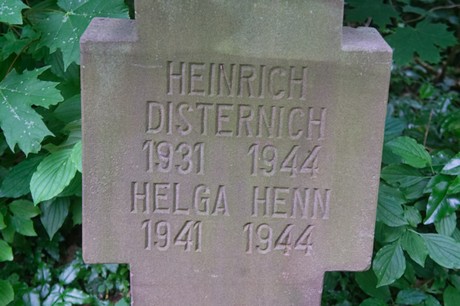 HEINRICH
DISTERNICH
1931 1944
HELGA HENN
1941 1944